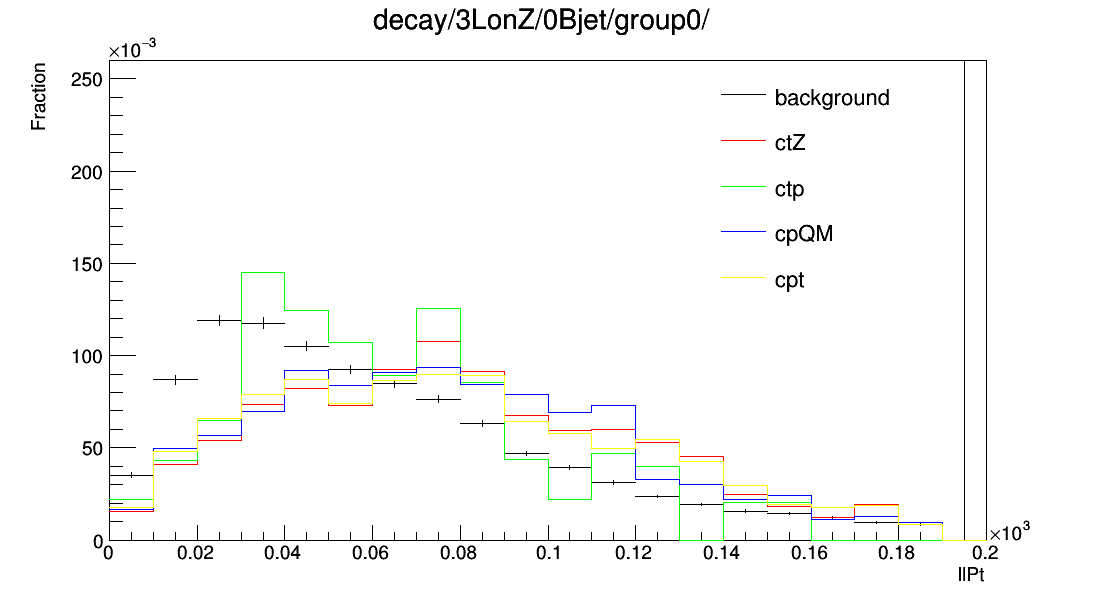 decay/3LonZ/0Bjet/group0/
×10⁻³
Fraction
250
200
150
100
50
0
background
ctZ
ctp
cpQM
cpt
0 0.02 0.04 0.06 0.08 0.1 0.12 0.14 0.16 0.18 0.2
×10³
llPt